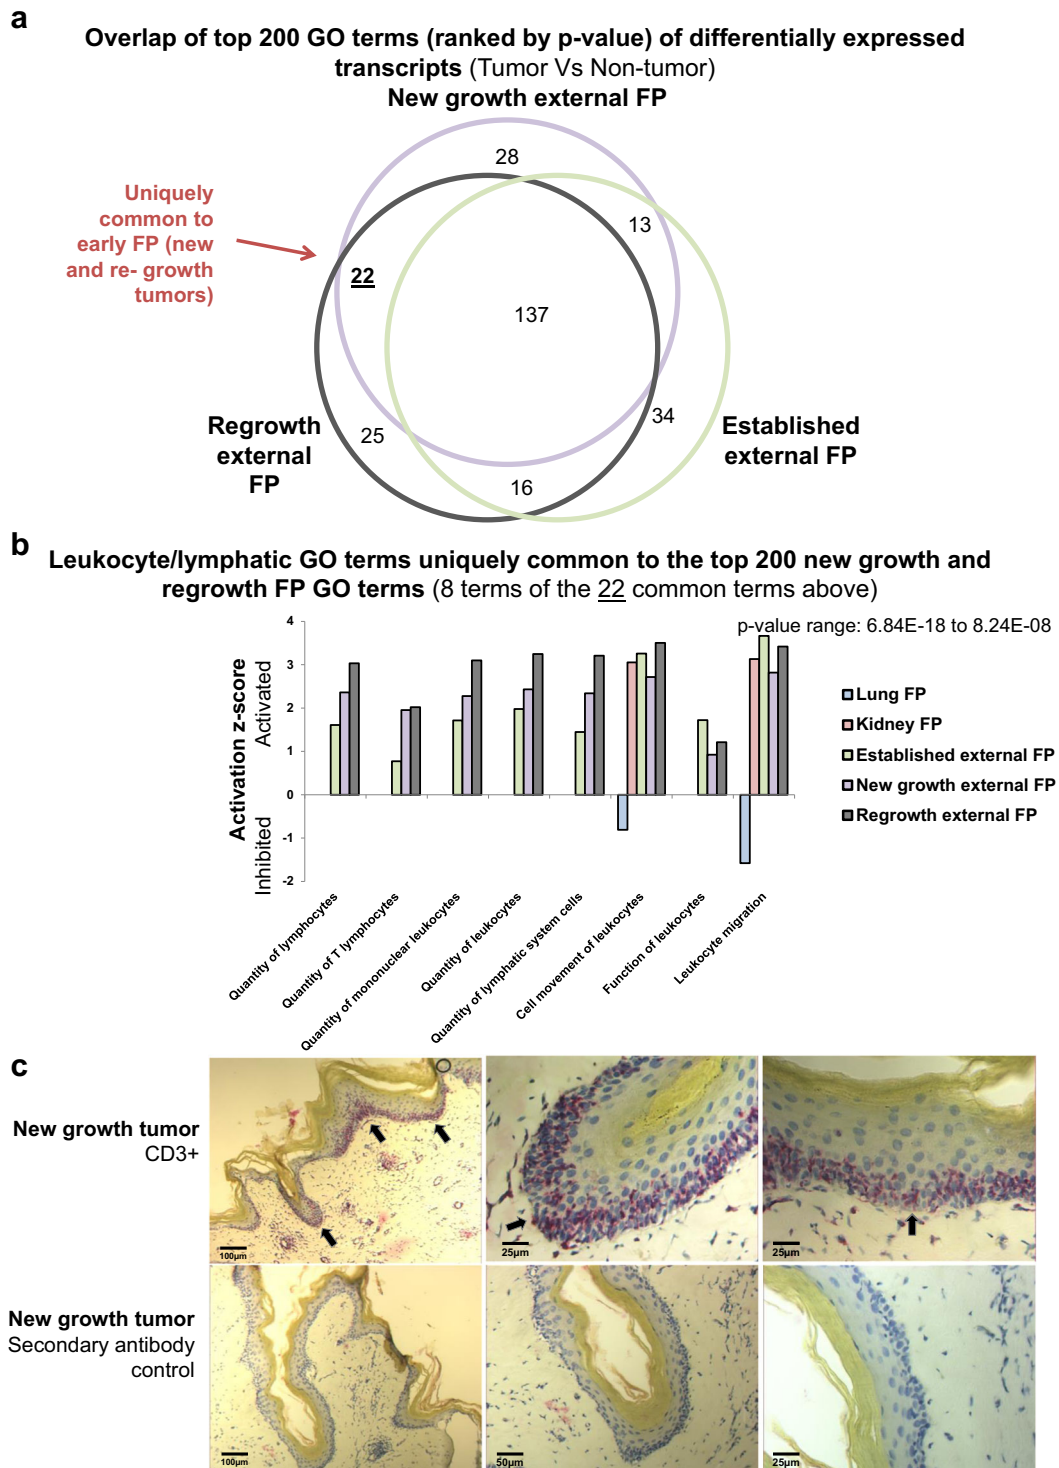 a
Overlap of top 200 GO terms (ranked by p-value) of differentially expressed
transcripts (Tumor Vs Non-tumor)
New growth external FP
28
13
Uniquely
common to
early FP (new
and re- growth
tumors)
22
137
34
25
16
Regrowth
external
FP
Established
external FP
b
Leukocyte/lymphatic GO terms uniquely common to the top 200 new growth and
regrowth FP GO terms (8 terms of the 22 common terms above)
p-value range: 6.84E-18 to 8.24E-08
Activation z-score
Activated
Inhibited
4
3
2
1
0
-1
-2
Lung FP
Kidney FP
Established external FP
New growth external FP
Regrowth external FP
Quantity of lymphocytes
Quantity of T lymphocytes
Quantity of mononuclear leukocytes
Quantity of leukocytes
Quantity of lymphatic system cells
Cell movement of leukocytes
Function of leukocytes
Leukocyte migration
c
New growth tumor
CD3+
100µm
25µm
25µm
New growth tumor
Secondary antibody
control
100µm
50µm
25µm